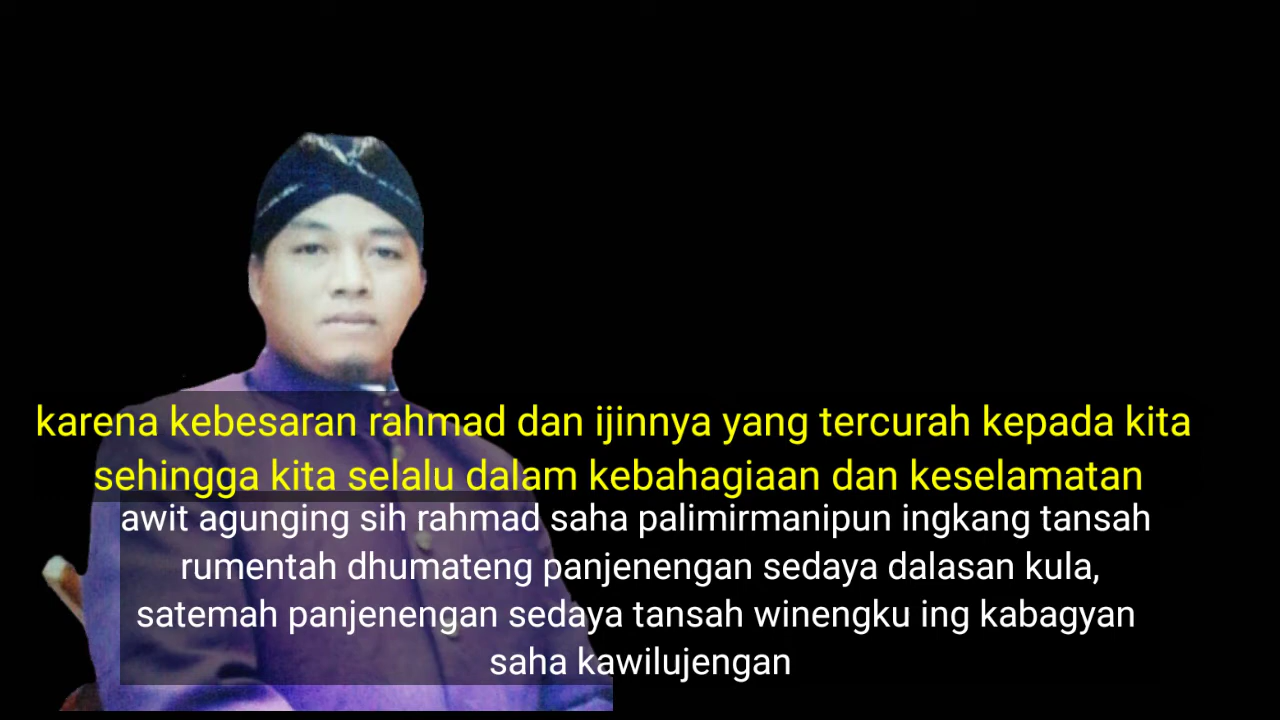 karena kebesaran rahmad dan ijinnya yang tercurah kepada kita
sehingga kita selalu dalam kebahagiaan dan keselamatan
awit agunging sih rahmad saha palimirmanipun ingkang tansah
rumentah dhumateng panjenengan sedaya dalasan kula,
satemah panjenengan sedaya tansah winengku ing kabagyan
saha kawilujengan